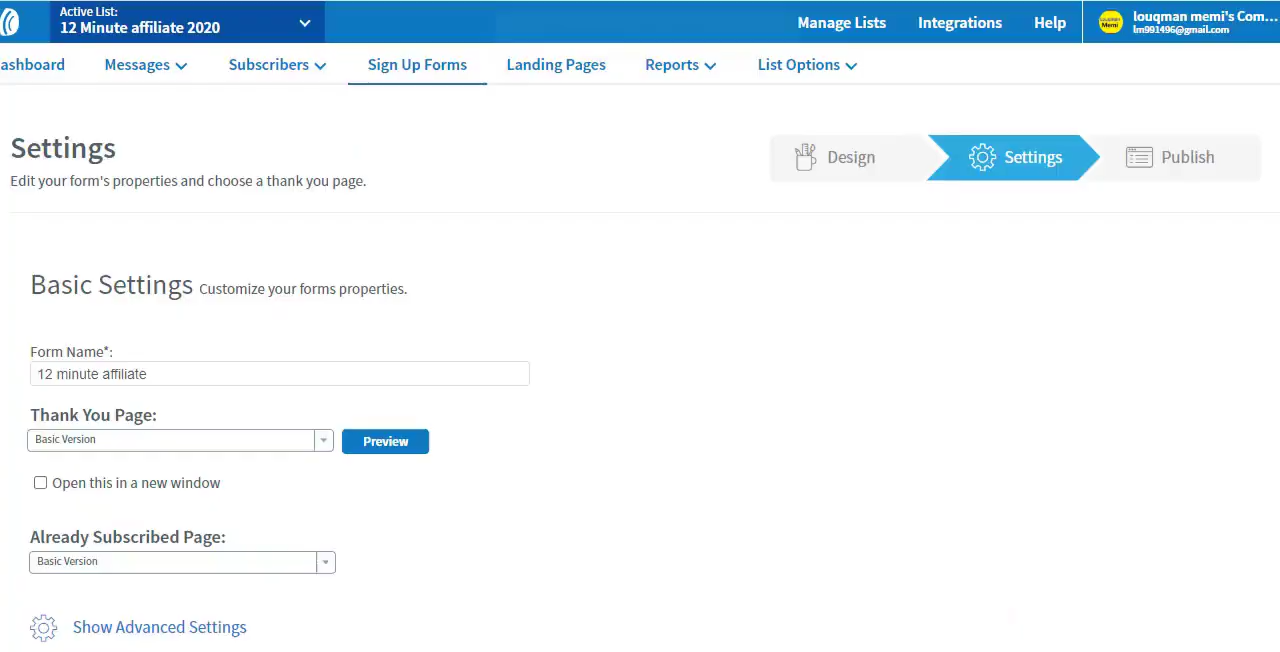 Active List:
12 Minute affiliate 2020
Manage Lists Integrations Help
louqman memi's Com...
lm991496@gmail.com
ashboard Messages Subscribers Sign Up Forms Landing Pages Reports List Options
Settings
Edit your form's properties and choose a thank you page.
Design Settings Publish
Basic Settings Customize your forms properties.
Form Name*:
12 minute affiliate
Thank You Page:
Basic Version Preview
Open this in a new window
Already Subscribed Page:
Basic Version
Show Advanced Settings